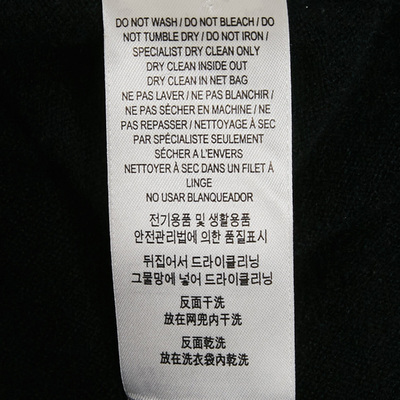 DO NOT WASH / DO NOT BLEACH / DO
NOT TUMBLE DRY / DO NOT IRON /
SPECIALIST DRY CLEAN ONLY
DRY CLEAN INSIDE OUT
DRY CLEAN IN NET BAG
NE PAS LAVER / NE PAS BLANCHIR /
NE PAS SÉCHER EN MACHINE / NE
PAS REPASSER / NETTOYAGE À SEC
PAR SPÉCIALISTE SEULEMENT
SÉCHER A L'ENVERS
NETTOYER À SEC DANS UN FILET À
LINGE
NO USAR BLANQUEADOR
전기용품 및 생활용품
안전관리법에 의한 품질표시
뒤집어서 드라이클리닝
그물망에 넣어 드라이클리닝
反面干洗
放在网兜内干洗
反面乾洗
放在洗衣袋內乾洗